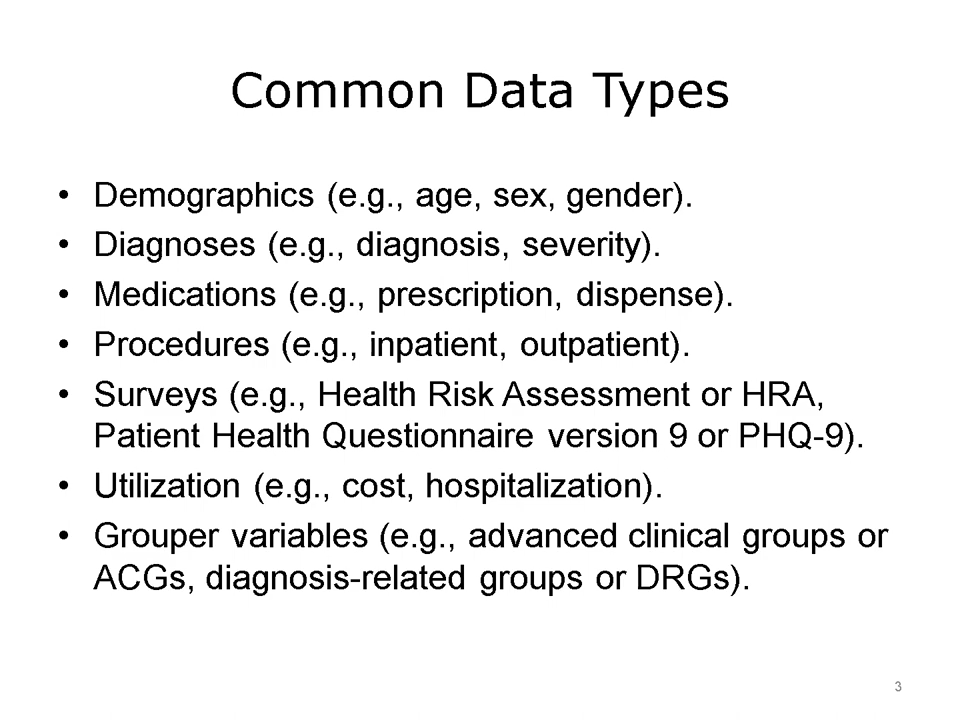 Common Data Types
• Demographics (e.g., age, sex, gender).
• Diagnoses (e.g., diagnosis, severity).
• Medications (e.g., prescription, dispense).
• Procedures (e.g., inpatient, outpatient).
• Surveys (e.g., Health Risk Assessment or HRA,
Patient Health Questionnaire version 9 or PHQ-9).
• Utilization (e.g., cost, hospitalization).
• Grouper variables (e.g., advanced clinical groups or
ACGs, diagnosis-related groups or DRGs).
3